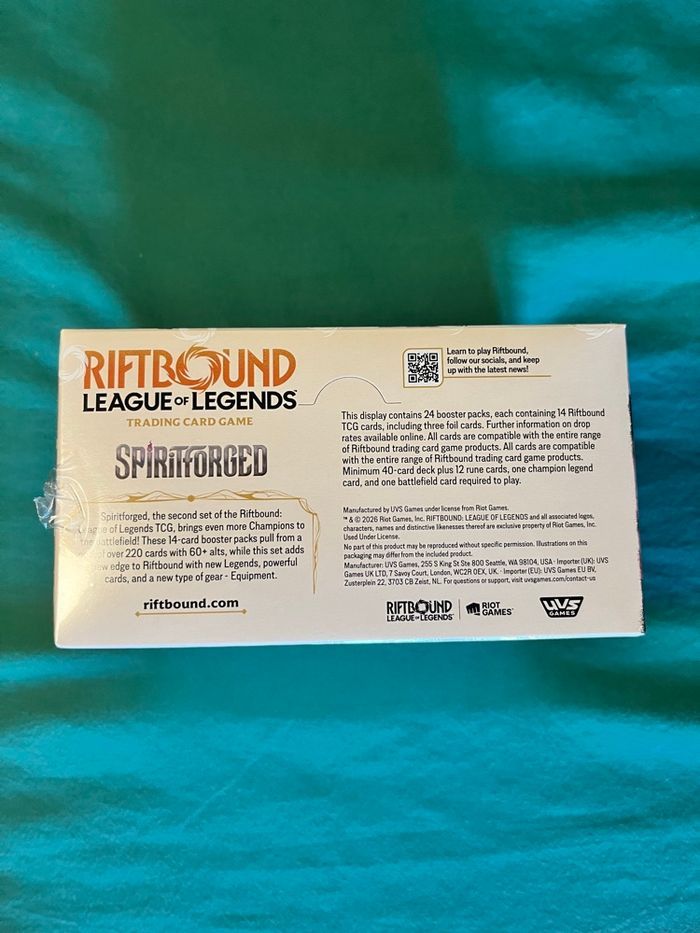 RIFTBOUND
LEAGUE OF LEGENDS
TRADING CARD GAME
SPIRITFORGED
Spiritforged, the second set of the Riftbound:
League of Legends TCG, brings even more Champions to
the battlefield! These 14-card booster packs pull from a
of over 220 cards with 60+ alts, while this set adds
new edge to Riftbound with new Legends, powerful
cards, and a new type of gear - Equipment.
riftbound.com
Learn to play Riftbound,
follow our socials, and keep
up with the latest news!
This display contains 24 booster packs, each containing 14 Riftbound
TCG cards, including three foil cards. Further information on drop
rates available online. All cards are compatible with the entire range
of Riftbound trading card game products. All cards are compatible
with the entire range of Riftbound trading card game products.
Minimum 40-card deck plus 12 rune cards, one champion legend
card, and one battlefield card required to play.
Manufactured by UVS Games under license from Riot Games.
™ & © 2026 Riot Games, Inc. RIFTBOUND: LEAGUE OF LEGENDS and all associated logos,
characters, names and distinctive likenesses thereof are exclusive property of Riot Games, Inc.
Used Under License.
No part of this product may be reproduced without specific permission. Illustrations on this
packaging may differ from the included product.
Manufacturer: UVS Games, 255 S King St Ste 800 Seattle, WA 98104, USA · Importer (UK): UVS
Games UK LTD, 7 Savoy Court, London, WC2R 0EX, UK. · Importer (EU): UVS Games EU BV,
Zusterplein 22, 3703 CB Zeist, NL. For questions or support, visit uvsgames.com/contact-us
RIFTBOUND
LEAGUE OF LEGENDS
RIOT
GAMES
UVS
GAMES